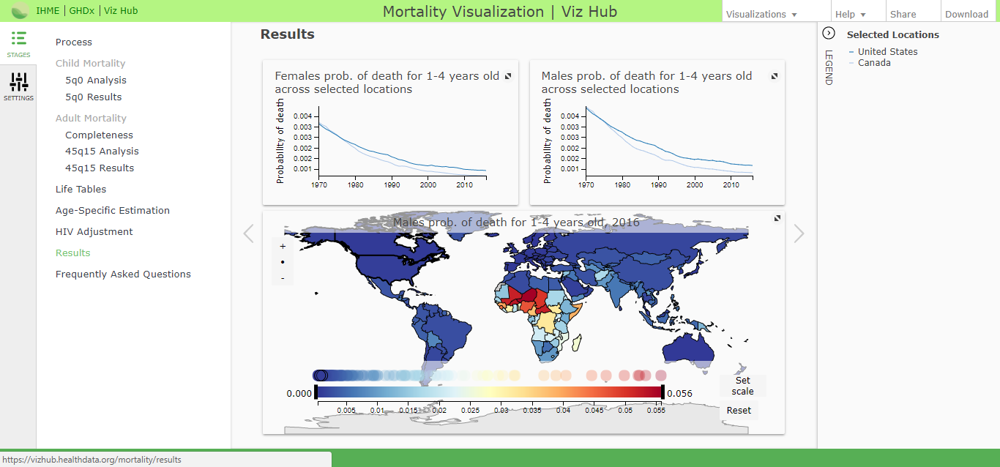 IHME | GHDx | Viz Hub
Mortality Visualization | Viz Hub
Visualizations ▼
Help ▼
Share
Download
STAGES
SETTINGS
Process
Child Mortality
5q0 Analysis
5q0 Results
Adult Mortality
Completeness
45q15 Analysis
45q15 Results
Life Tables
Age-Specific Estimation
HIV Adjustment
Results
Frequently Asked Questions
Results
Females prob. of death for 1-4 years old
across selected locations
Probability of death
0.004
0.003
0.003
0.002
0.002
0.001
1970
1980
1990
2000
2010
Males prob. of death for 1-4 years old
across selected locations
Probability of death
0.004
0.003
0.003
0.002
0.002
0.001
1970
1980
1990
2000
2010
Males prob. of death for 1-4 years old, 2016
+
-
0.000
0.056
0.005
0.01
0.015
0.02
0.025
0.03
0.035
0.04
0.045
0.05
0.055
Set
scale
Reset
LEGEND
Selected Locations
United States
Canada
https://vizhub.healthdata.org/mortality/results